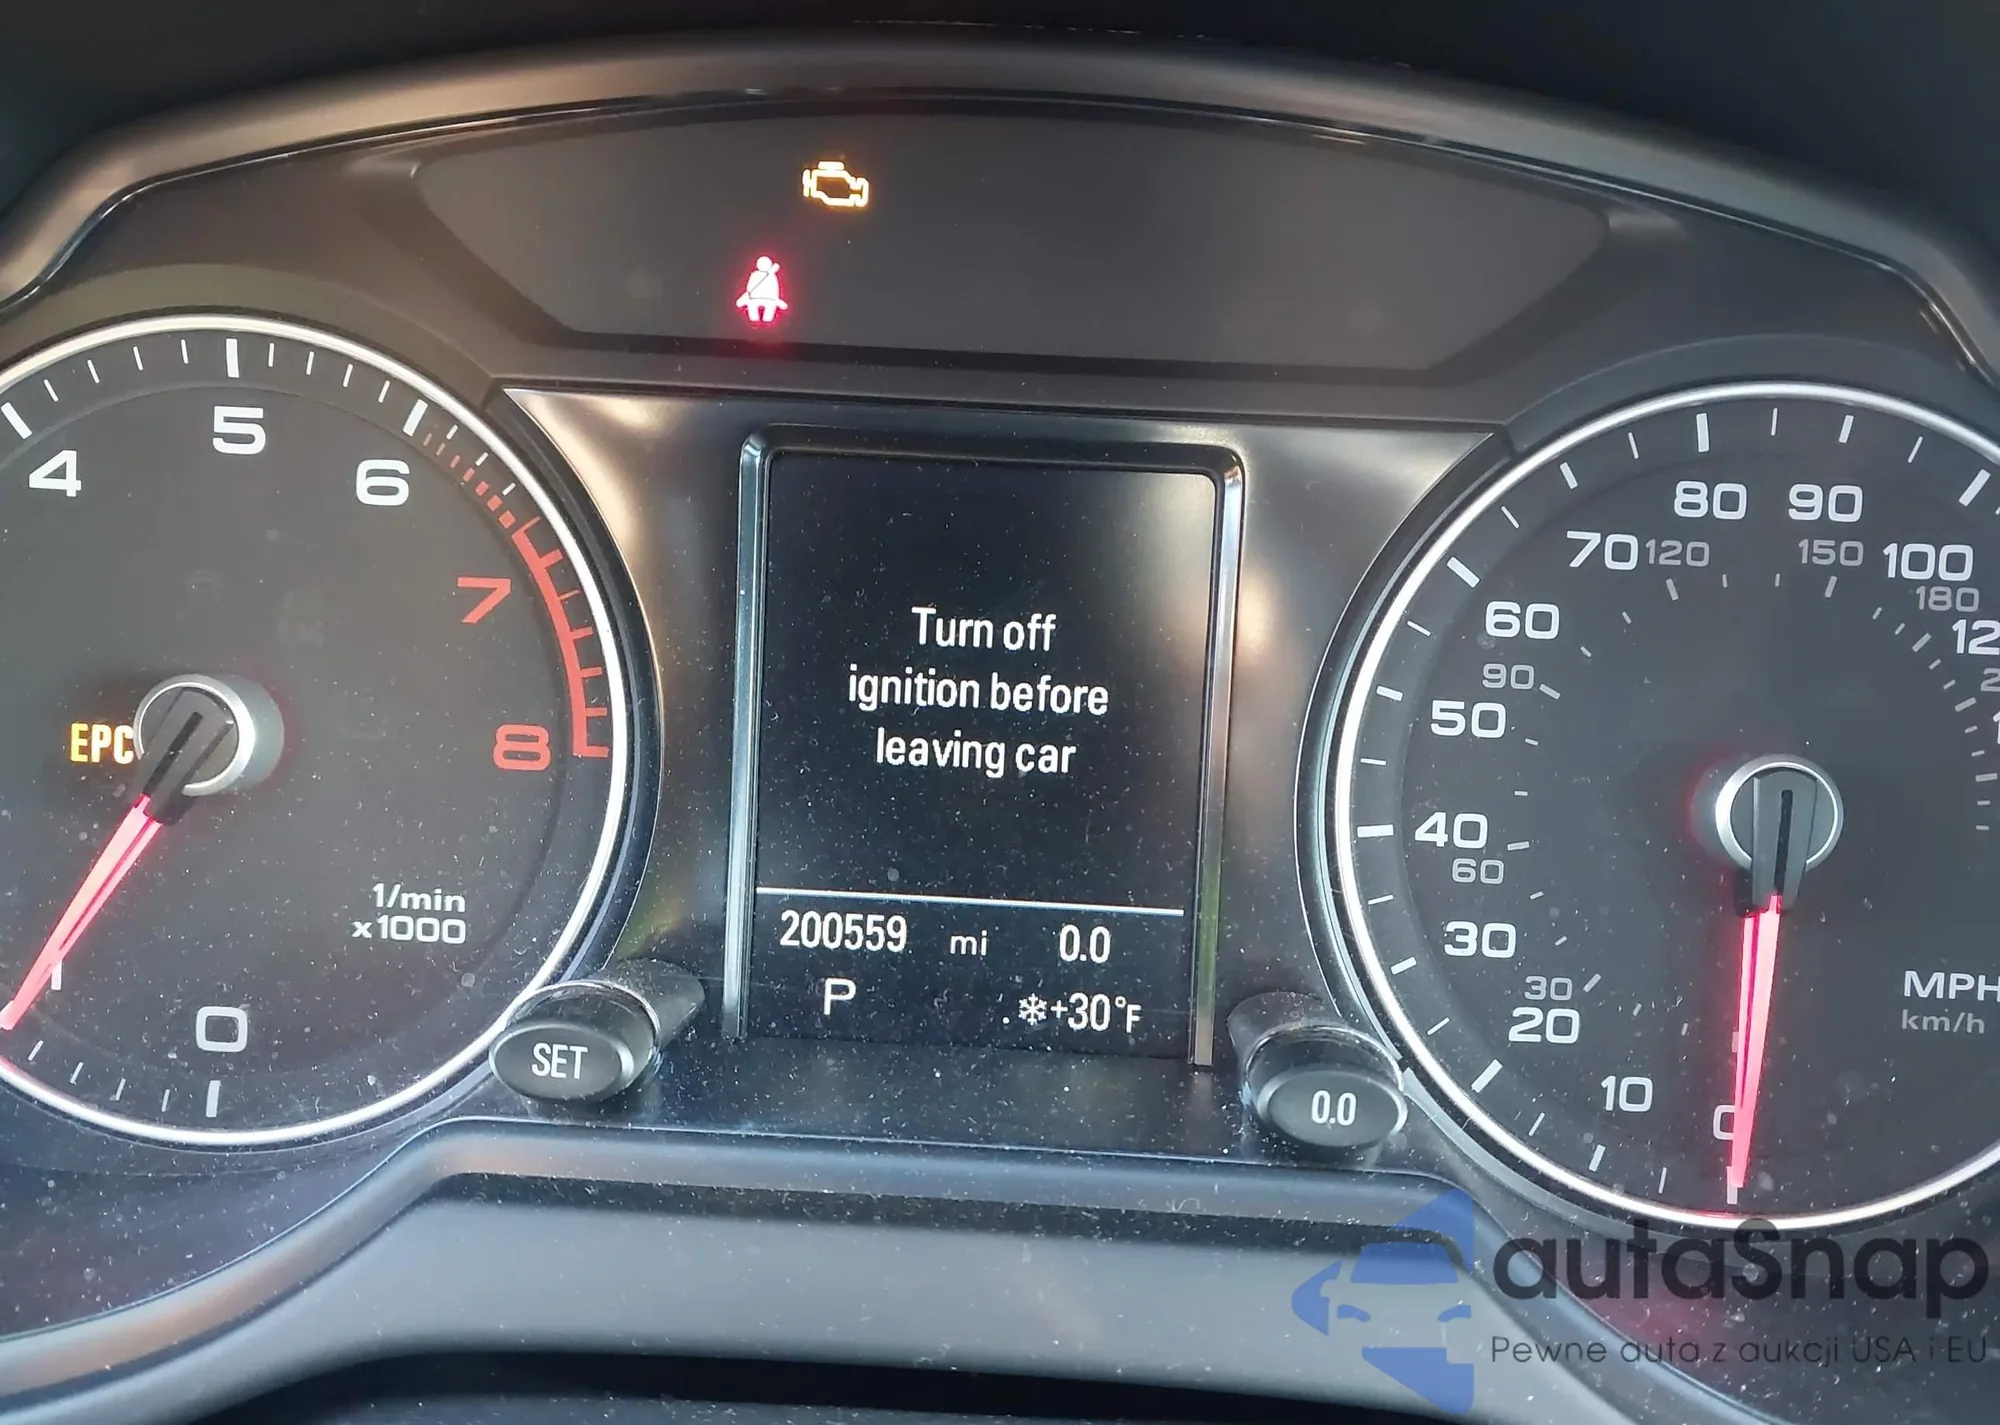 4
5
6
7
8
EPC
1/min
x1000
1
0
SET
Turn off
ignition before
leaving car
200559 mi 0.0
P
+30°F
0.0
80 90
70 120 150 100
180
60
90
50
40
60
30
30
20
10
0
MPH
km/h
autaSnap
Pewne auta z aukcji USA i EU